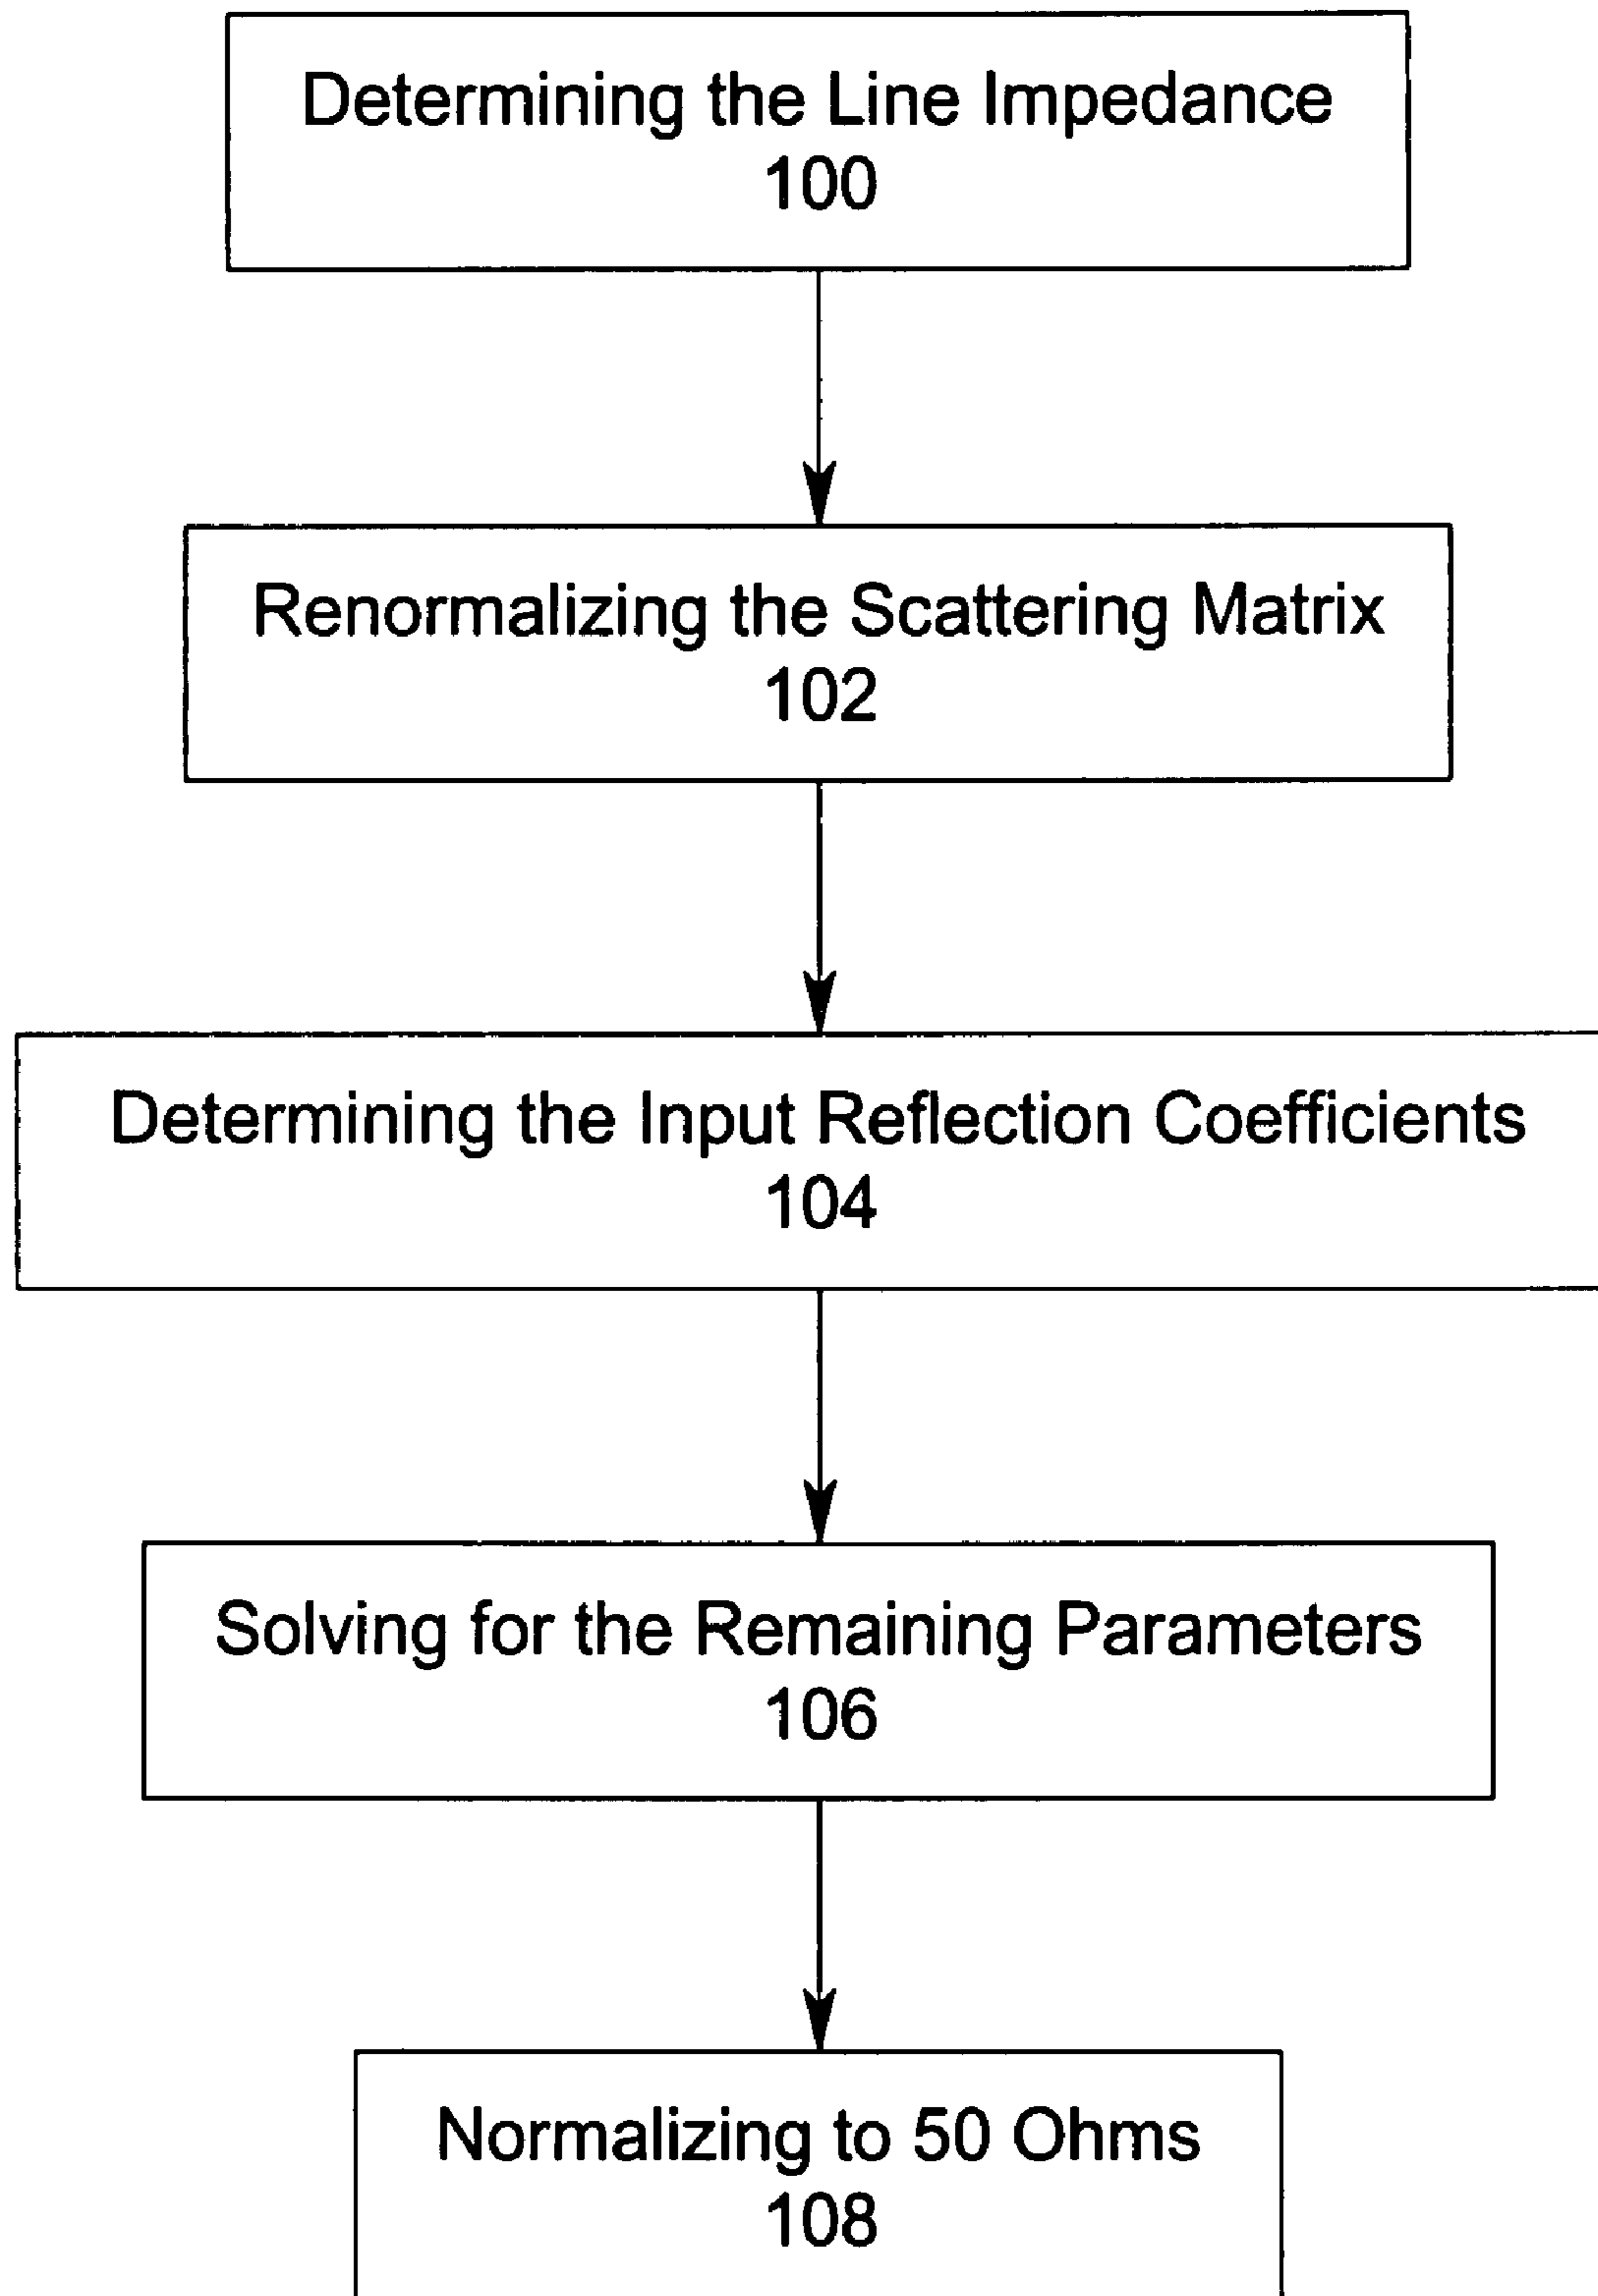 Determining the Line Impedance
100
Renormalizing the Scattering Matrix
102
Determining the Input Reflection Coefficients
104
Solving for the Remaining Parameters
106
Normalizing to 50 Ohms
108